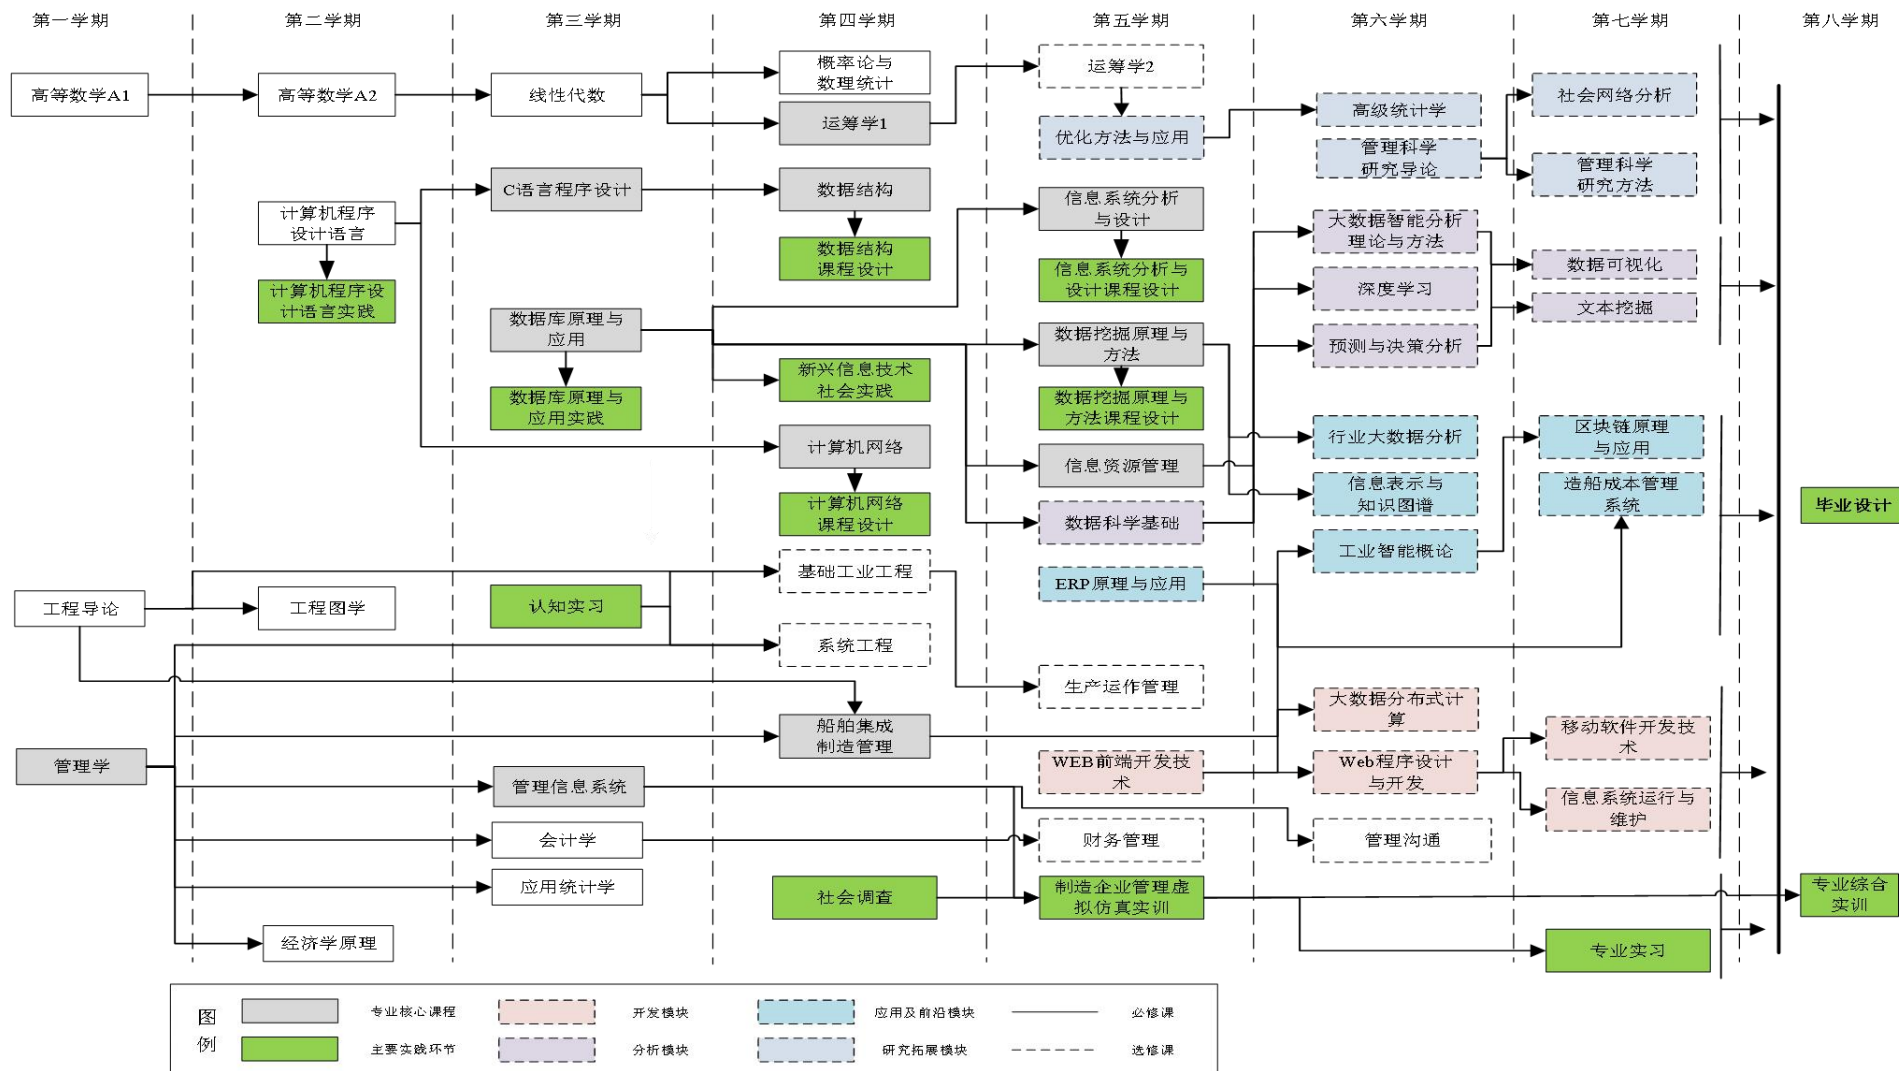 第一学期
第二学期
第三学期
第四学期
第五学期
第六学期
第七学期
第八学期
高等数学A1
高等数学A2
线性代数
概率论与
数理统计
运筹学1
运筹学2
优化方法与应用
高级统计学
管理科学
研究导论
社会网络分析
管理科学
研究方法
计算机程序
设计语言
计算机程序设
计语言实践
C语言程序设计
数据结构
数据结构
课程设计
信息系统分析
与设计
信息系统分析与
设计课程设计
大数据智能分析
理论与方法
深度学习
预测与决策分析
数据可视化
文本挖掘
数据库原理与
应用
数据库原理与
应用实践
新兴信息技术
社会实践
数据挖掘原理与
方法
数据挖掘原理与
方法课程设计
计算机网络
计算机网络
课程设计
信息资源管理
数据科学基础
行业大数据分析
信息表示与
知识图谱
工业智能概论
区块链原理
与应用
造船成本管理
系统
毕业设计
工程导论
工程图学
认知实习
基础工业工程
系统工程
ERP原理与应用
生产运作管理
船舶集成
制造管理
管理学
管理信息系统
会计学
应用统计学
经济学原理
WEB前端开发技
术
大数据分布式计
算
Web程序设计
与开发
移动软件开发技
术
信息系统运行与
维护
财务管理
管理沟通
社会调查
制造企业管理虚
拟仿真实训
专业综合
实训
专业实习
图
例
专业核心课程
开发模块
应用及前沿模块
必修课
主要实践环节
分析模块
研究拓展模块
选修课